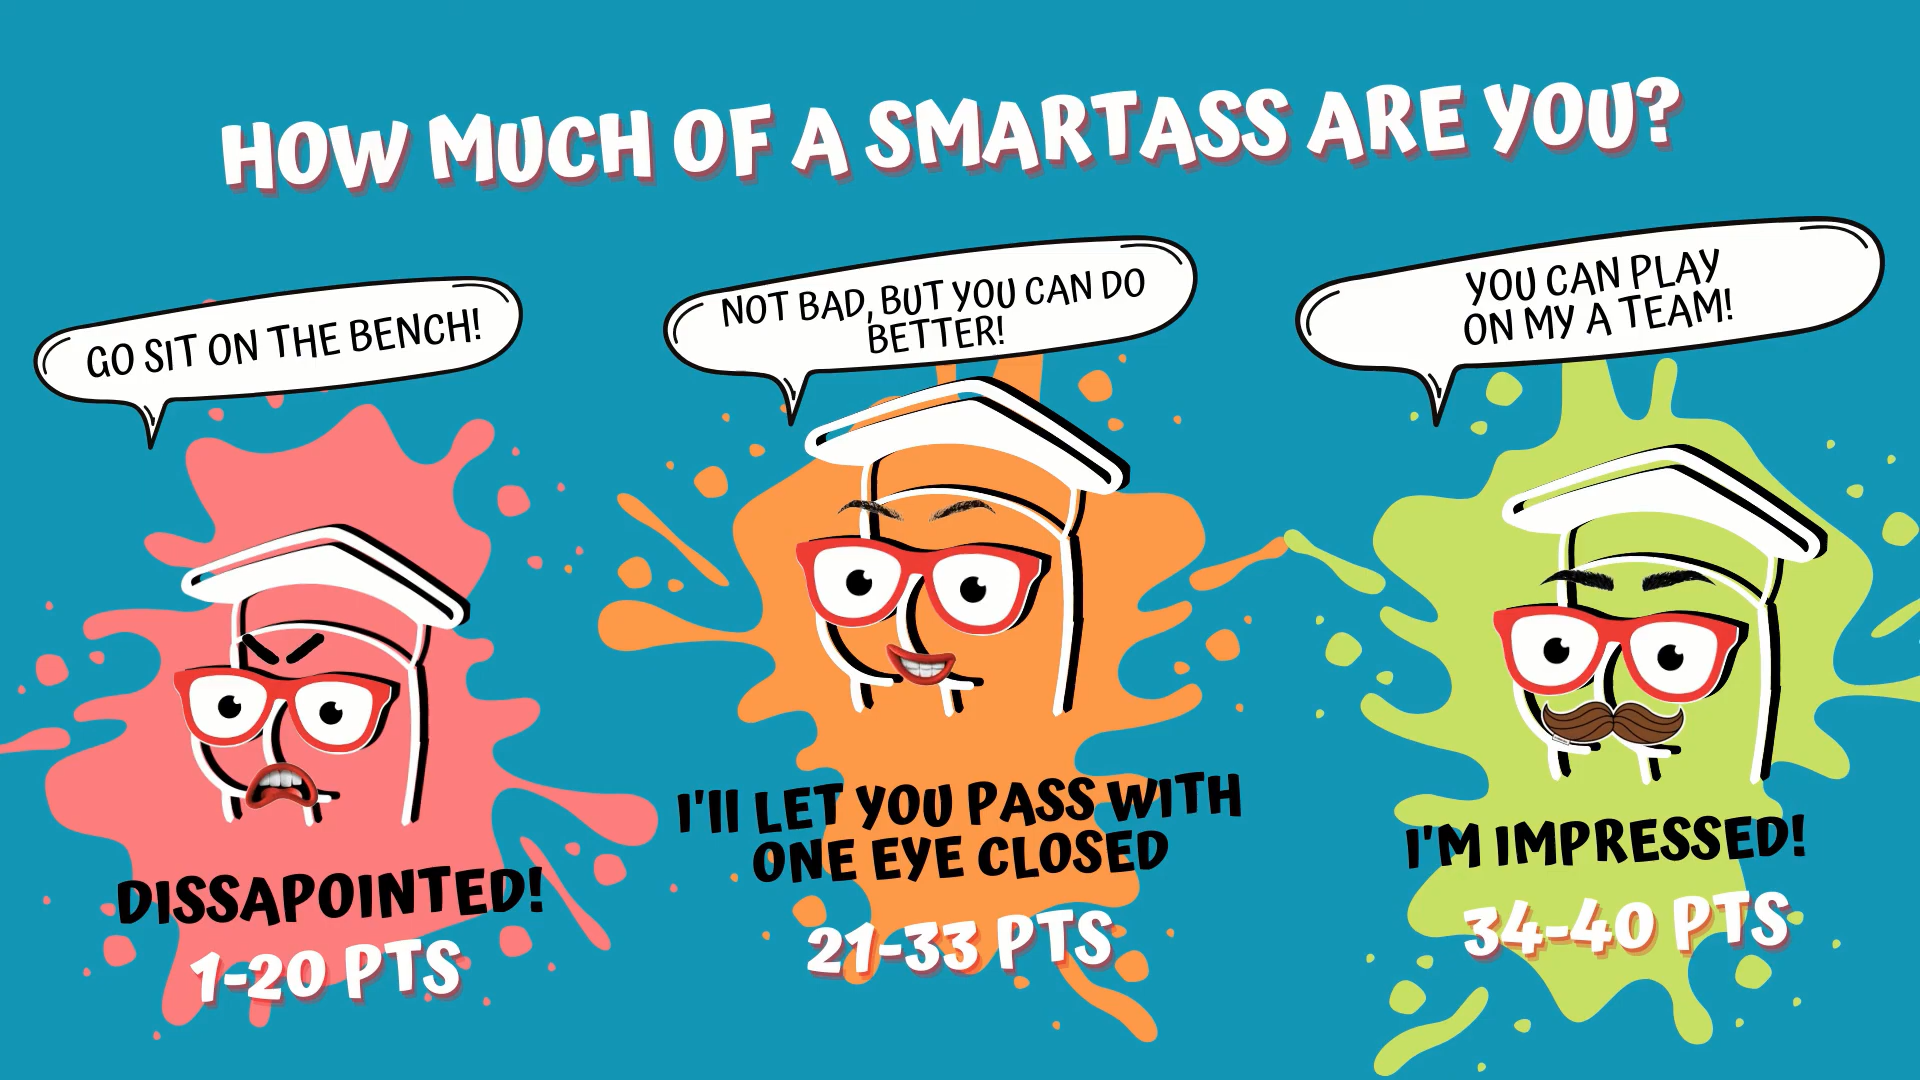 HOW MUCH OF A SMARTASS ARE YOU?
GO SIT ON THE BENCH!
DISSAPOINTED!
1-20 PTS
NOT BAD, BUT YOU CAN DO
BETTER!
I'll LET YOU PASS WITH
ONE EYE CLOSED
21-33 PTS
YOU CAN PLAY
ON MY A TEAM!
I'M IMPRESSED!
34-40 PTS